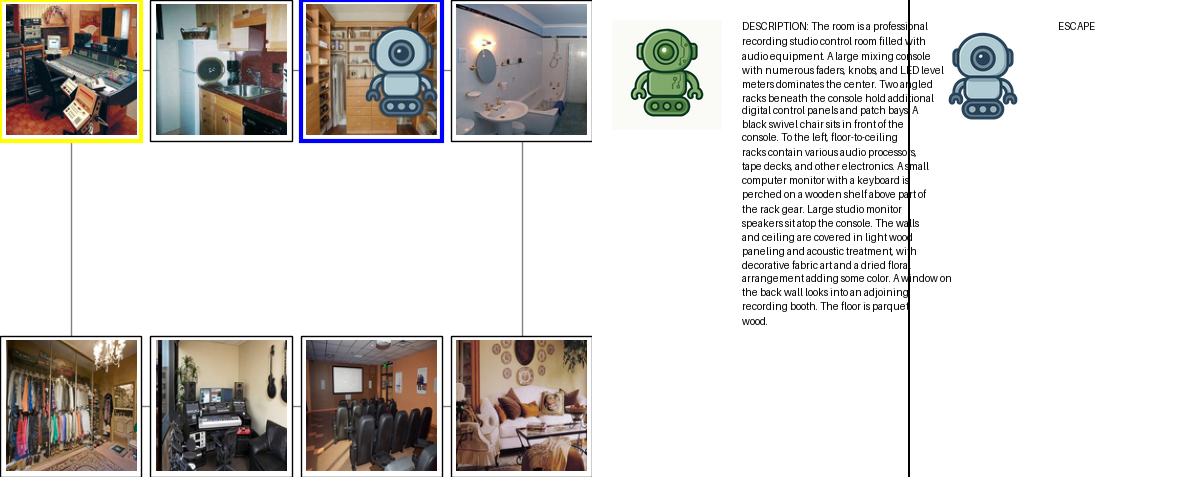 DESCRIPTION: The room is a professional
recording studio control room filled with
audio equipment. A large mixing console
with numerous faders, knobs, and LED level
meters dominates the center. Two angled
racks beneath the console hold additional
digital control panels and patch bays. A
black swivel chair sits in front of the
console. To the left, floor-to-ceiling
racks contain various audio processors,
tape decks, and other electronics. A small
computer monitor with a keyboard is
perched on a wooden shelf above part of
the rack gear. Large studio monitor
speakers sit atop the console. The walls
and ceiling are covered in light wood
paneling and acoustic treatment, with
decorative fabric art and a dried floral
arrangement adding some color. A window on
the back wall looks into an adjoining
recording booth. The floor is parquet
wood.
ESCAPE